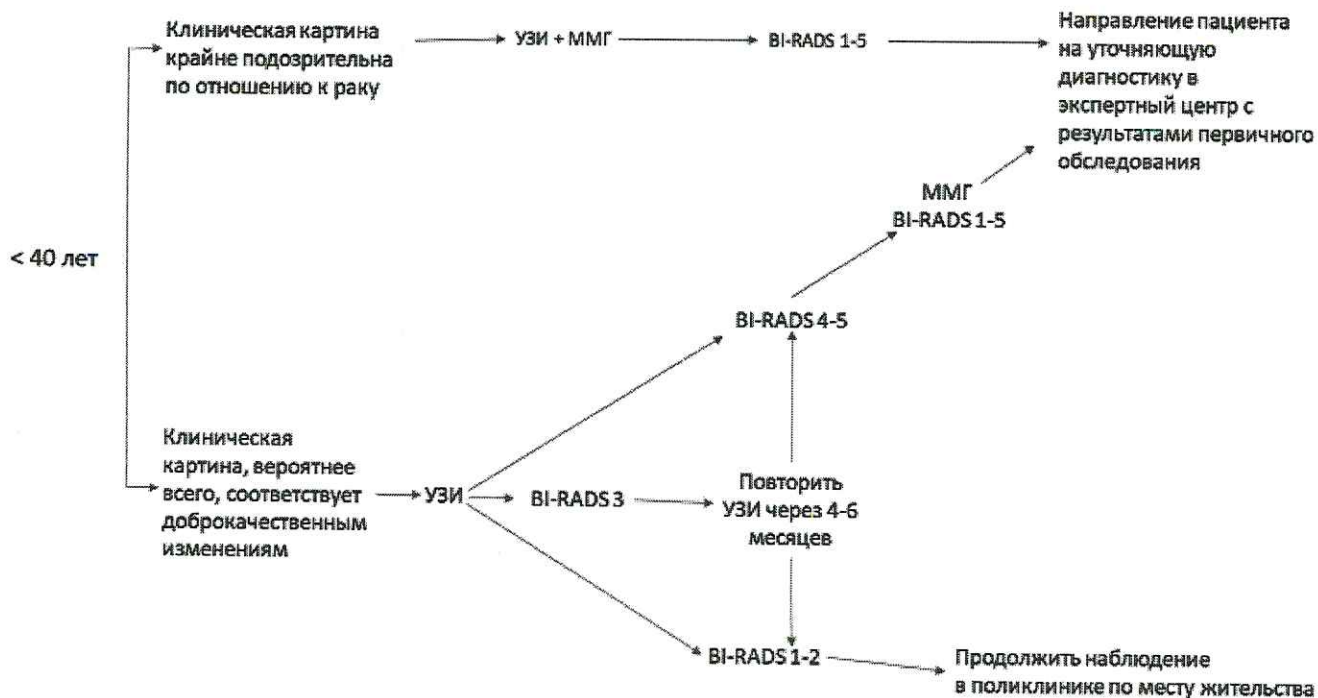 Клиническая картина
крайне подозрительна
по отношению к раку
УЗИ + ММГ
BI-RADS 1-5
Направление пациента
на уточняющую
диагностику в
экспертный центр с
результатами первичного
обследования
ММГ
BI-RADS 1-5
< 40 лет
BI-RADS 4-5
Клиническая
картина, вероятнее
всего, соответствует
доброкачественным
изменениям
УЗИ
BI-RADS 3
Повторить
УЗИ через 4-6
месяцев
BI-RADS 1-2
Продолжить наблюдение
в поликлинике по месту жительства